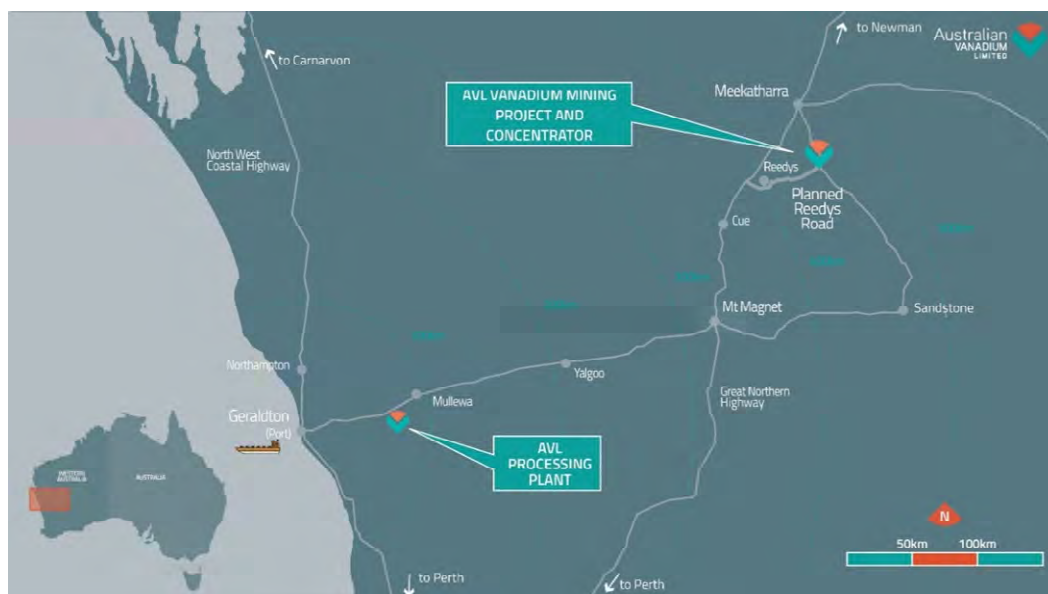 to Carnarvon
to Newman
Australian
VANADIUM
LIMITED
AVL VANADIUM MINING
PROJECT AND
CONCENTRATOR
Meekatharra
North West
Coastal Highway
Reedys
Planned
Reedys
Road
Cue
Mt Magnet
Sandstone
Northampton
Yalgoo
Mullewa
Great Northern
Highway
Geraldton
(Port)
AVL
PROCESSING
PLANT
WESTERN
AUSTRALIA
AUSTRALIA
N
50km
100km
to Perth
to Perth